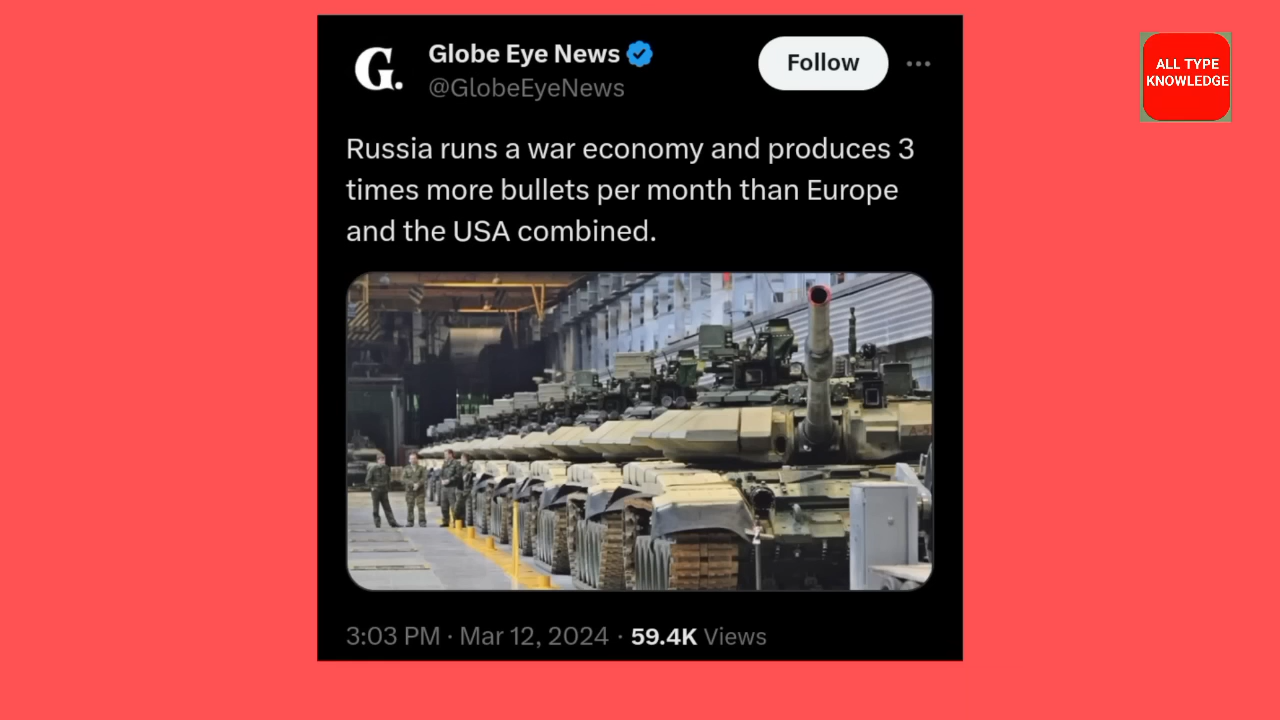 G.
Globe Eye News
@GlobeEyeNews
Follow
ALL TYPE
KNOWLEDGE
Russia runs a war economy and produces 3
times more bullets per month than Europe
and the USA combined.
3:03 PM · Mar 12, 2024 · 59.4K Views